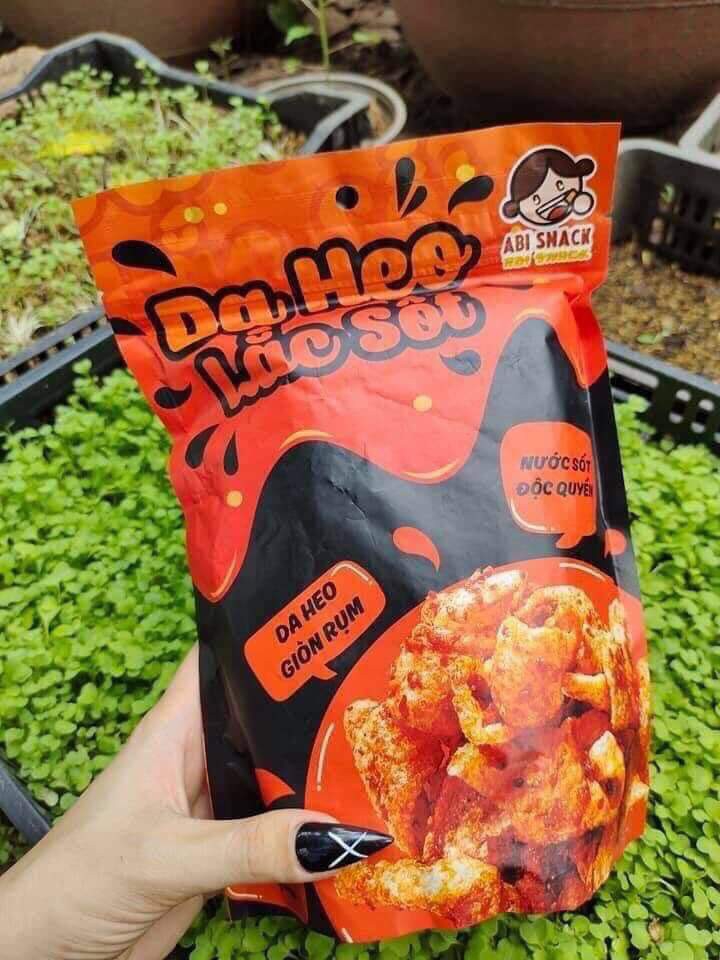 ABI SNACK
Da Heo
Lắc Sốt
NƯỚC SỐT
ĐỘC QUYỀN
DA HEO
GIÒN RỤM